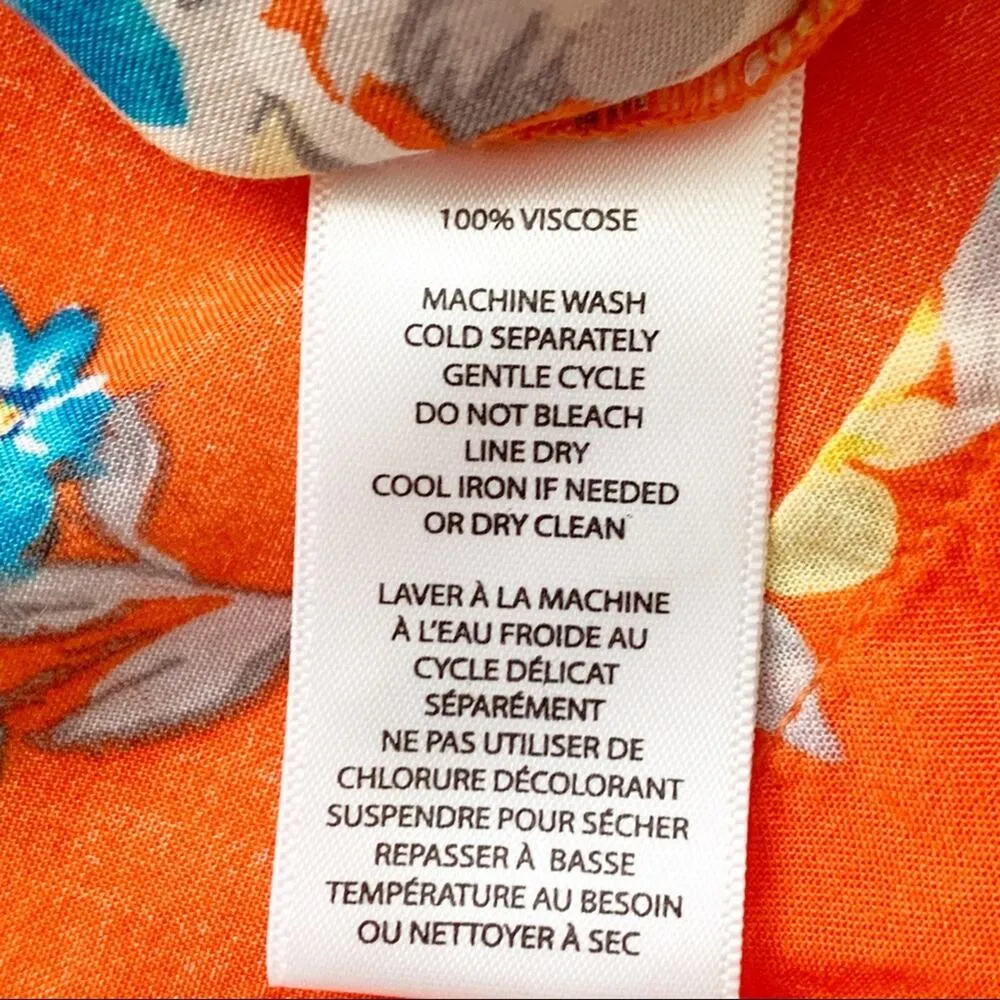 100% VISCOSE
MACHINE WASH
COLD SEPARATELY
GENTLE CYCLE
DO NOT BLEACH
LINE DRY
COOL IRON IF NEEDED
OR DRY CLEAN
LAVER À LA MACHINE
À L'EAU FROIDE AU
CYCLE DÉLICAT
SÉPARÉMENT
NE PAS UTILISER DE
CHLORURE DÉCOLORANT
SUSPENDRE POUR SÉCHER
REPASSER À BASSE
TEMPÉRATURE AU BESOIN
OU NETTOYER À SEC